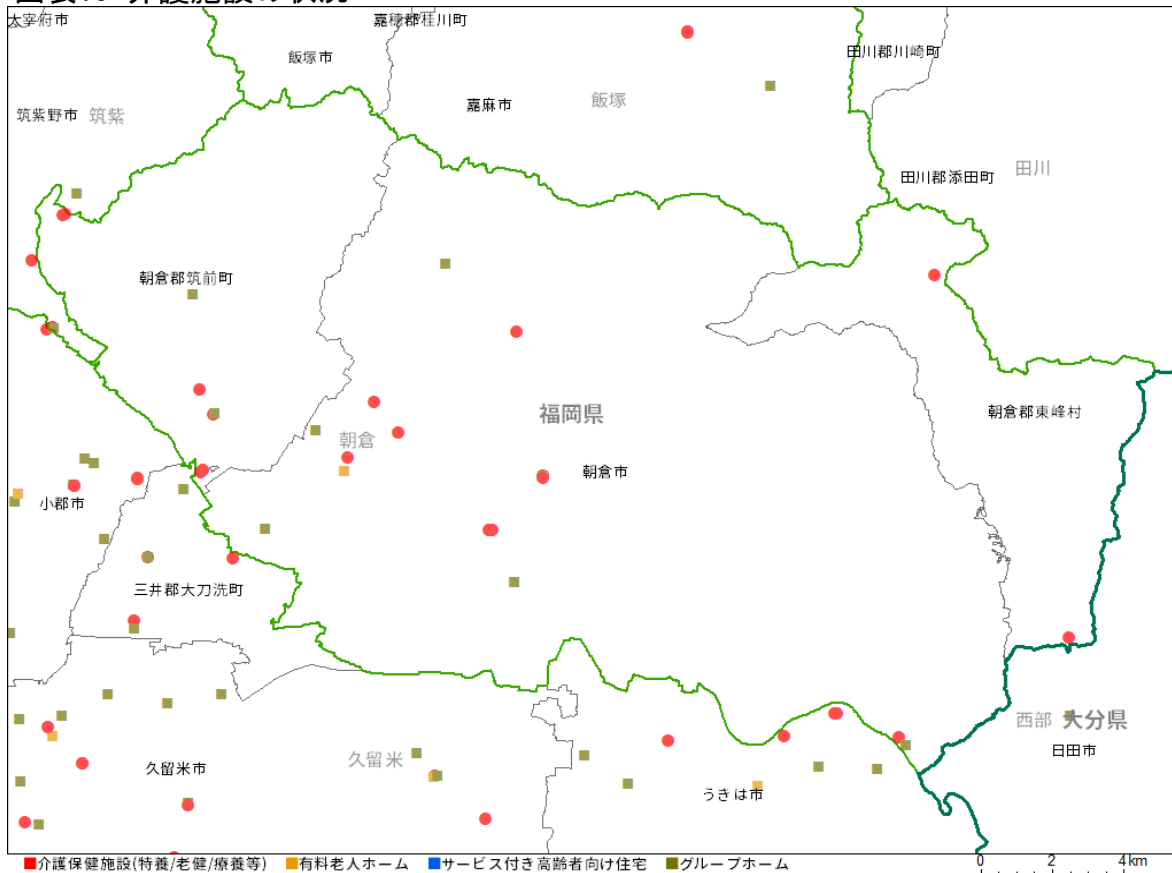 太宰府市
嘉穂郡桂川町
飯塚市
田川郡川崎町
嘉麻市
飯塚
筑紫野市
筑紫
田川郡添田町
田川
朝倉郡筑前町
福岡県
朝倉郡東峰村
朝倉
朝倉市
小郡市
三井郡大刀洗町
西部
大分県
日田市
久留米
久留米市
うきは市
介護保健施設(特養/老健/療養等) 有料老人ホーム サービス付き高齢者向け住宅 グループホーム
0 2 4km